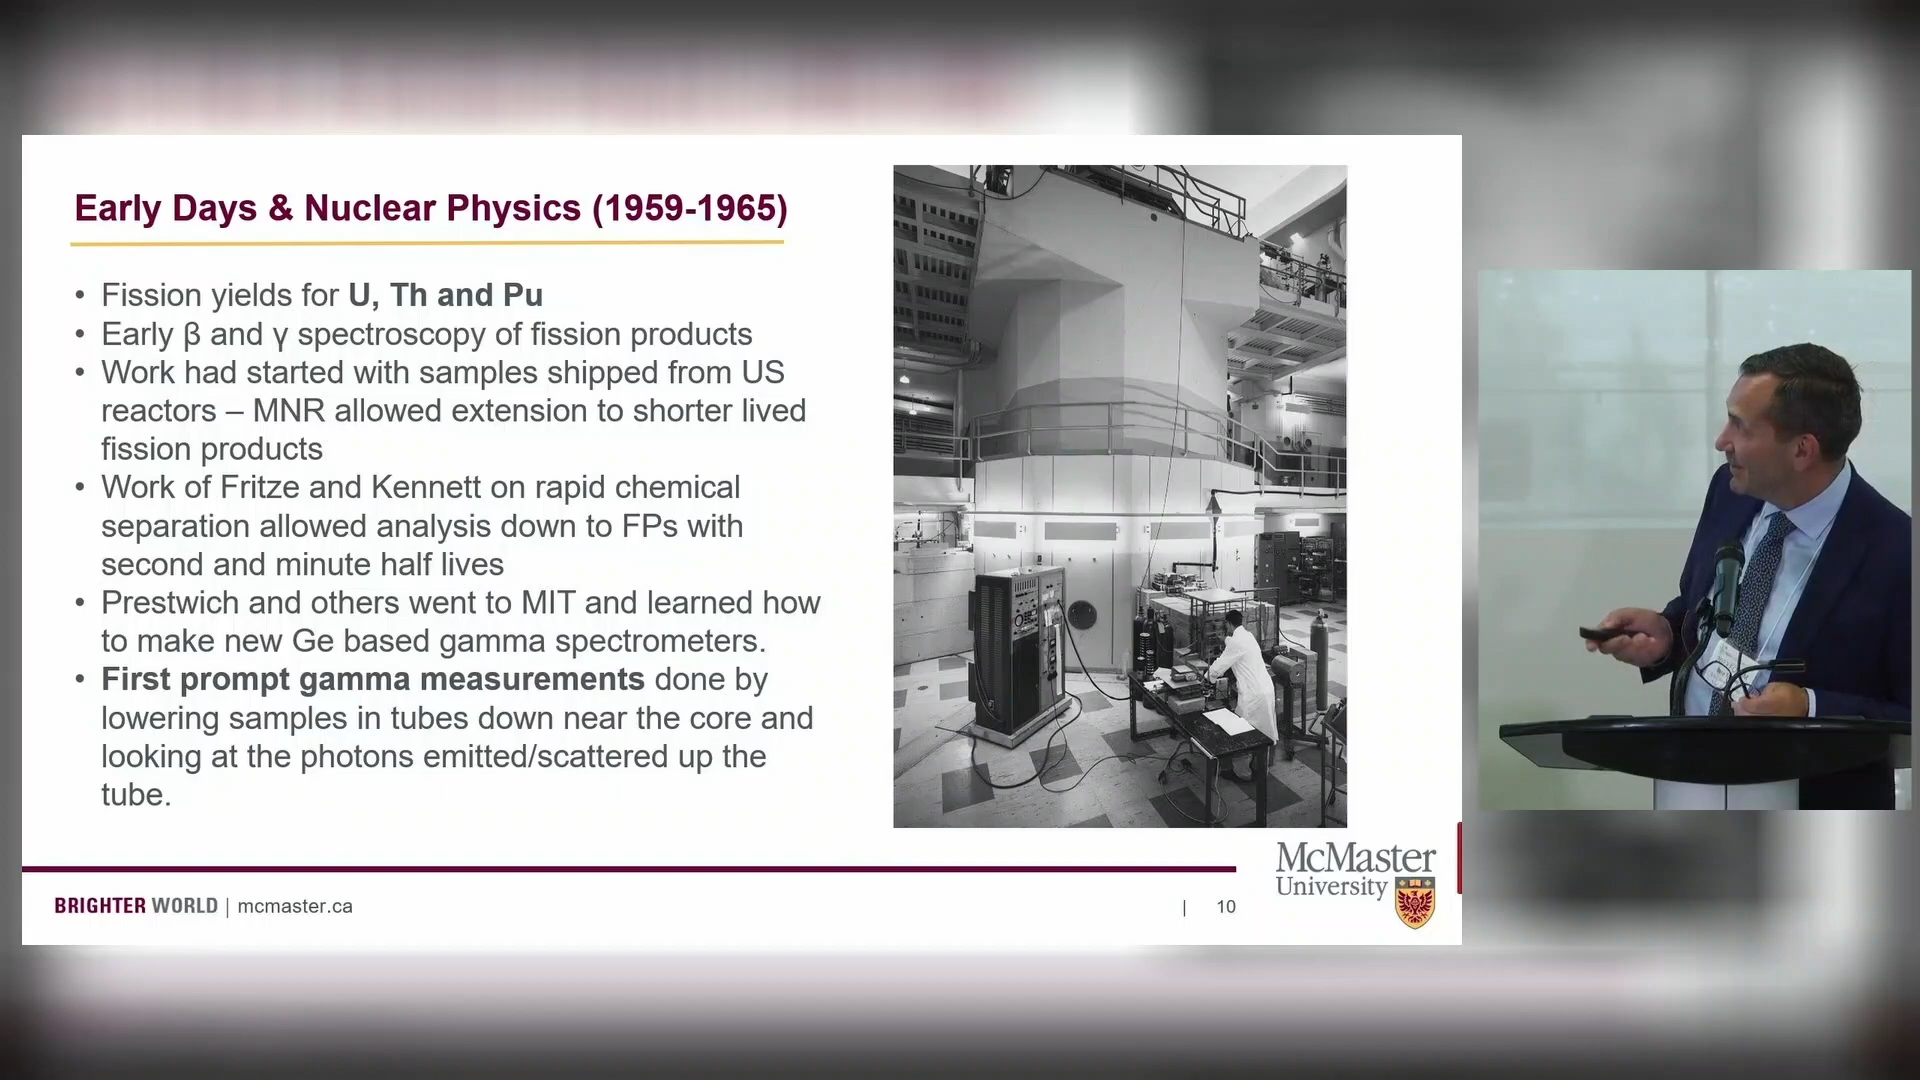 Early Days & Nuclear Physics (1959-1965)
• Fission yields for U, Th and Pu
• Early β and γ spectroscopy of fission products
• Work had started with samples shipped from US
reactors – MNR allowed extension to shorter lived
fission products
• Work of Fritze and Kennett on rapid chemical
separation allowed analysis down to FPs with
second and minute half lives
• Prestwich and others went to MIT and learned how
to make new Ge based gamma spectrometers.
• First prompt gamma measurements done by
lowering samples in tubes down near the core and
looking at the photons emitted/scattered up the
tube.
BRIGHTER WORLD | mcmaster.ca
| 10
McMaster
University